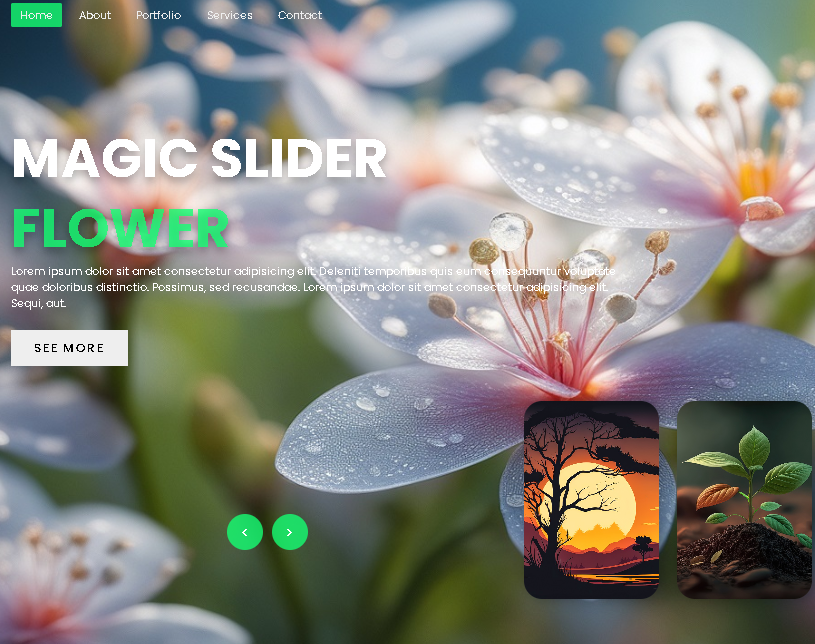 Home About Portfolio Services Contact
MAGIC SLIDER
FLOWER
Lorem ipsum dolor sit amet consectetur adipisicing elit. Deleniti temporibus quis eum consequuntur voluptate
quae doloribus distinctio. Possimus, sed recusandae. Lorem ipsum dolor sit amet consectetur adipisicing elit.
Sequi, aut.
SEE MORE
‹ ›